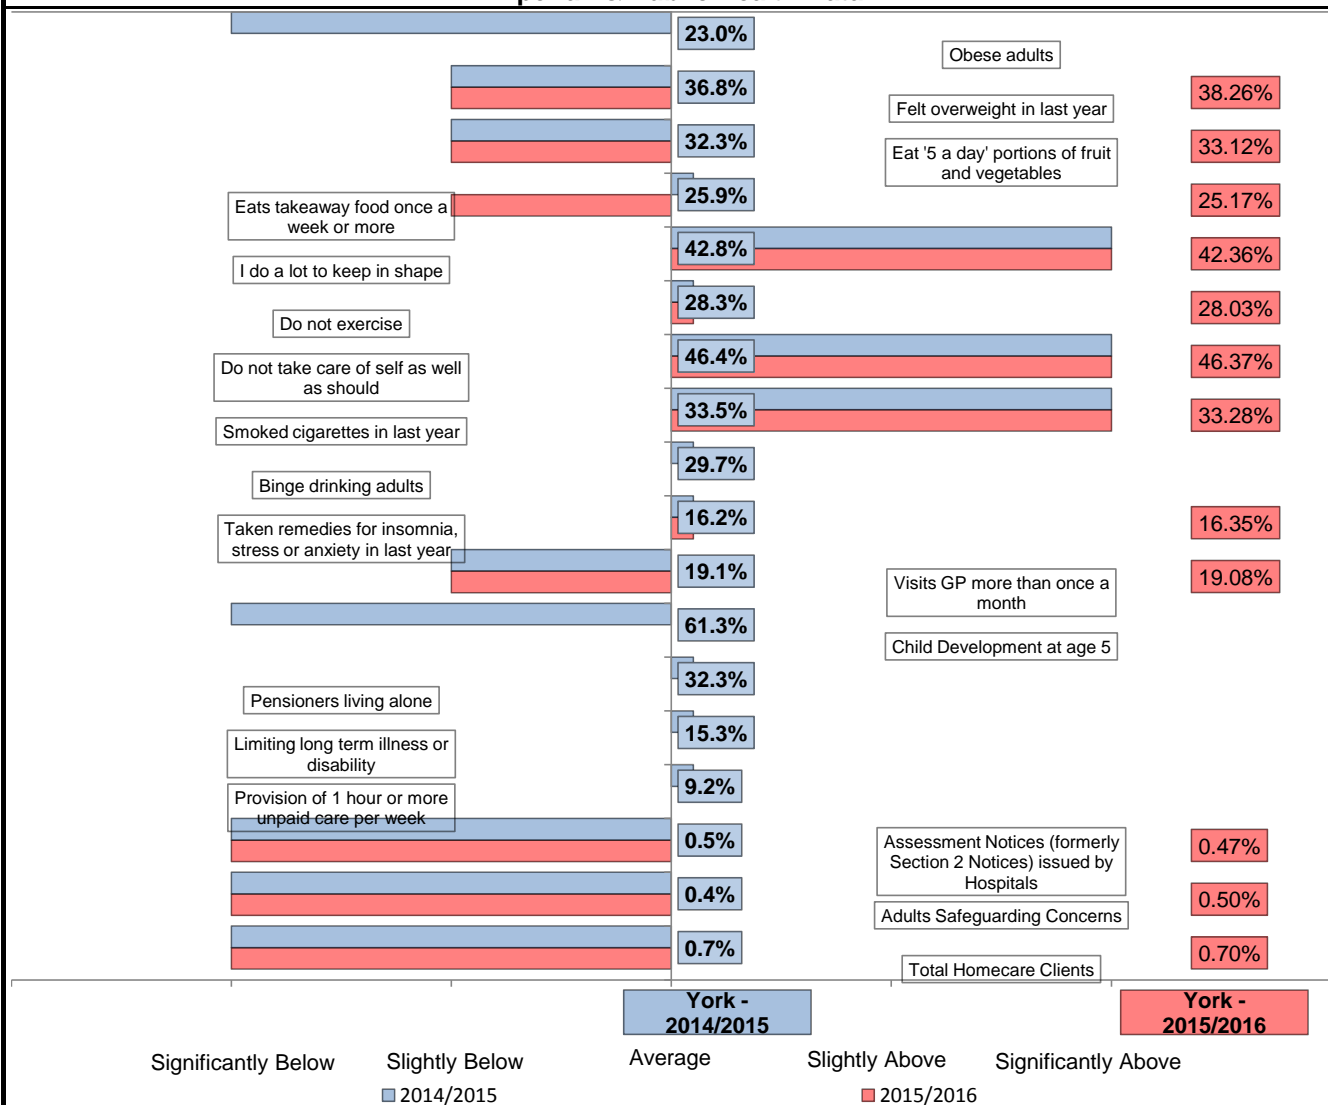 23.0%
Obese adults
36.8%
38.26%
Felt overweight in last year
32.3%
33.12%
Eat '5 a day' portions of fruit
and vegetables
25.9%
25.17%
Eats takeaway food once a
week or more
42.8%
42.36%
I do a lot to keep in shape
28.3%
28.03%
Do not exercise
46.4%
46.37%
Do not take care of self as well
as should
33.5%
33.28%
Smoked cigarettes in last year
29.7%
Binge drinking adults
16.2%
16.35%
Taken remedies for insomnia,
stress or anxiety in last year
19.1%
19.08%
Visits GP more than once a
month
61.3%
Child Development at age 5
32.3%
Pensioners living alone
15.3%
Limiting long term illness or
disability
9.2%
Provision of 1 hour or more
unpaid care per week
0.5%
0.47%
Assessment Notices (formerly
Section 2 Notices) issued by
Hospitals
0.4%
0.50%
Adults Safeguarding Concerns
0.7%
0.70%
Total Homecare Clients
York -
2014/2015
York -
2015/2016
Significantly Below
Slightly Below
Average
Slightly Above
Significantly Above
2014/2015
2015/2016